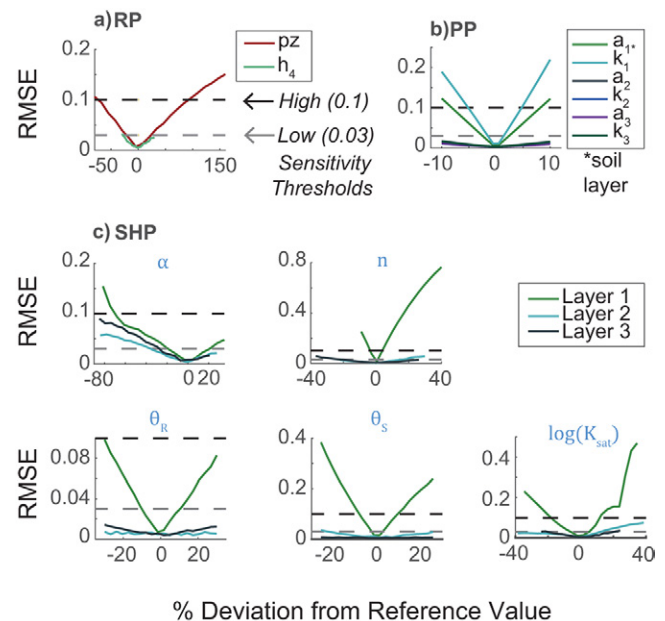 a) RP
RMSE
0.2
0.1
0
-50 0 50 150
pz
h4
High (0.1)
Low (0.03)
Sensitivity
Thresholds
b) PP
0.2
0.1
0
-10 0 10
a1*
k1
a2
k2
a3
k3
*soil
layer
c) SHP
RMSE
α
0.2
0.1
0
-80 0 20
n
0.8
0.4
0
-40 0 40
Layer 1
Layer 2
Layer 3
RMSE
θR
0.08
0.04
0
-20 0 20
θS
0.4
0.2
0
-20 0 20
log(Ksat)
0.4
0.2
0
-40 0 40
% Deviation from Reference Value